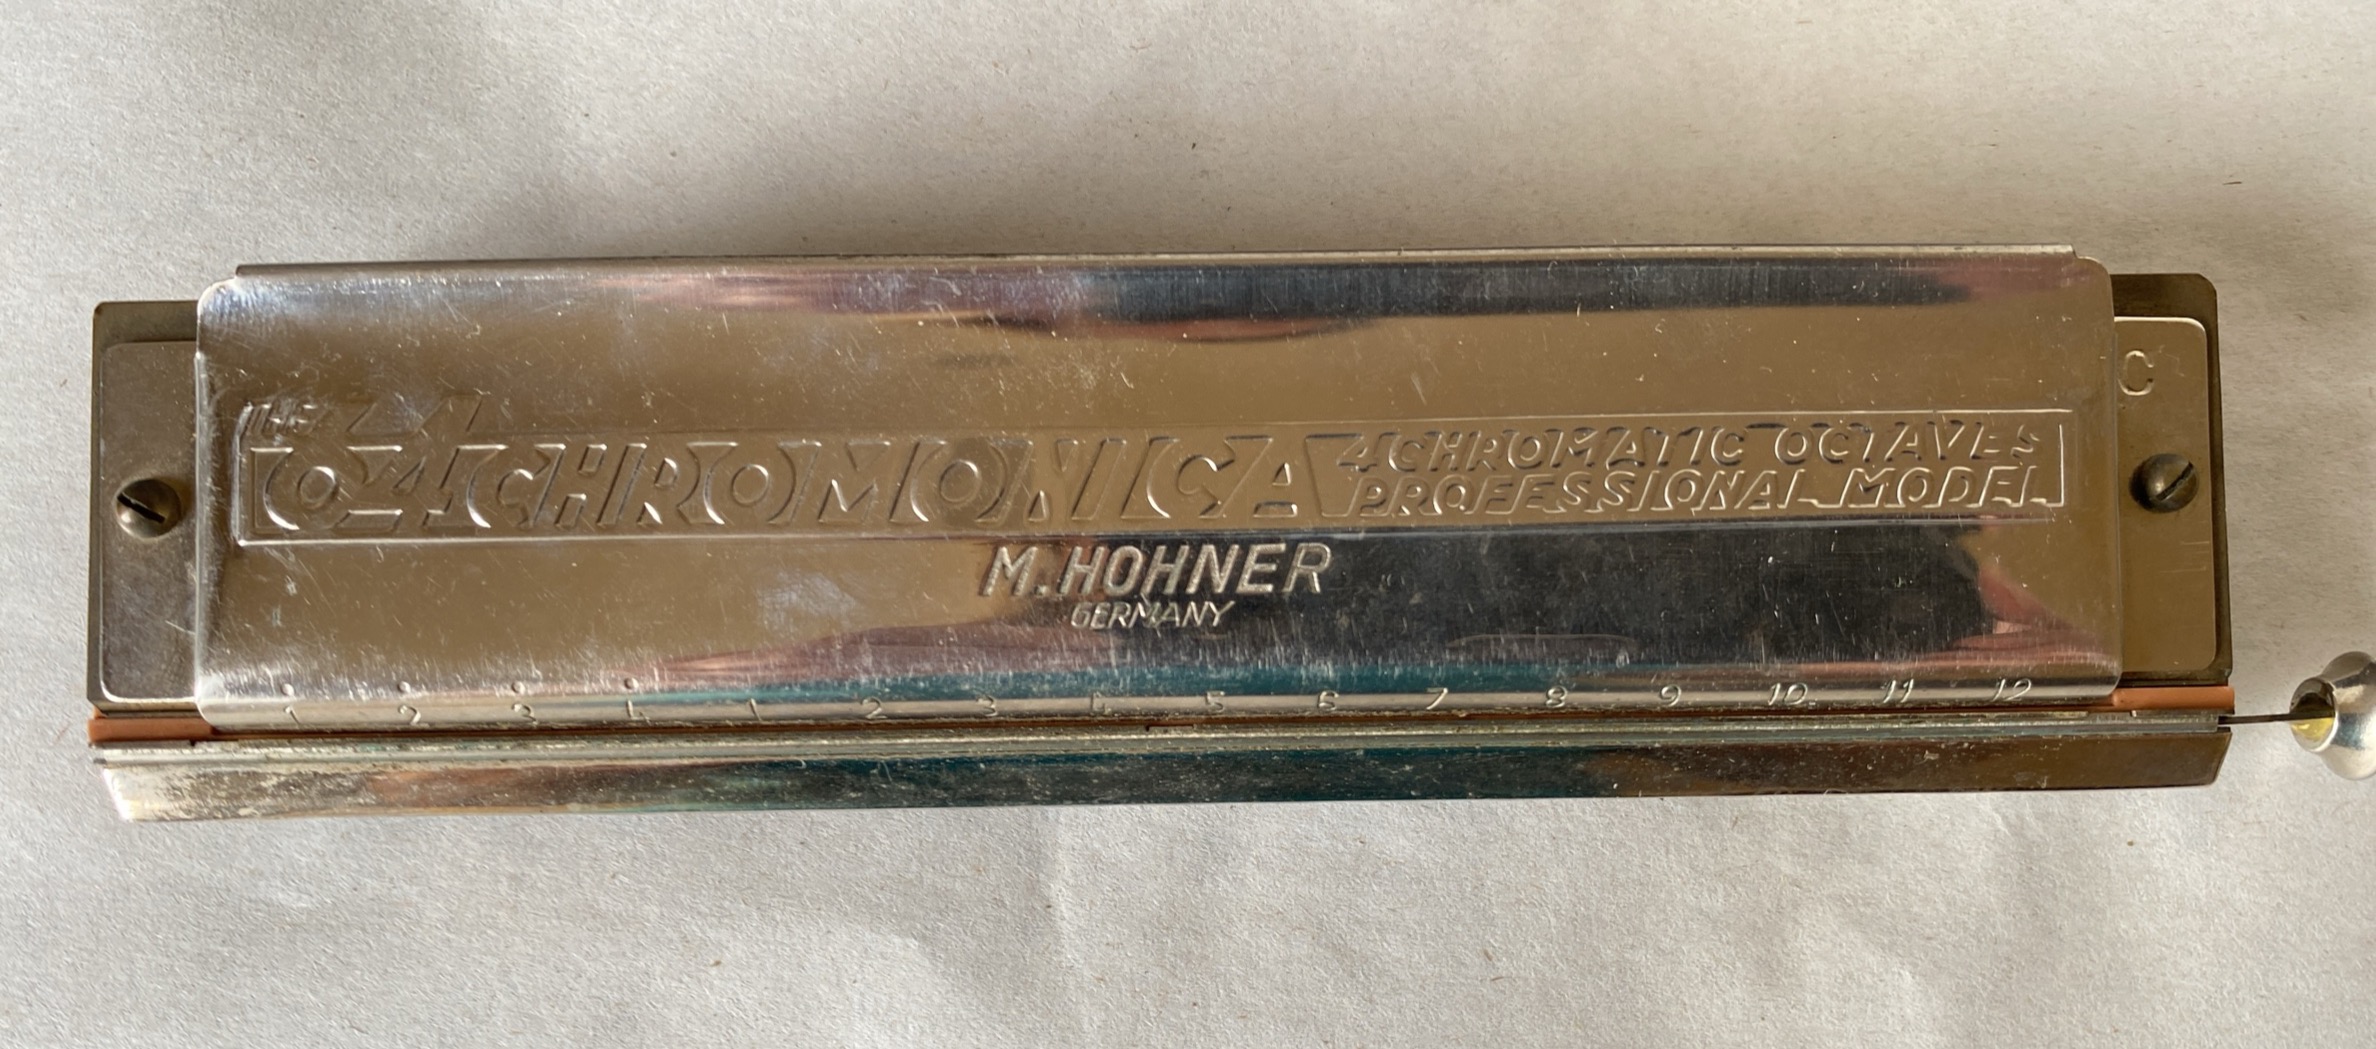 THE
64 CHROMONICA
4 CHROMATIC OCTAVES
PROFESSIONAL MODEL
C
M. HOHNER
GERMANY
1 2 3 4 1 2 3 4 5 6 7 8 9 10 11 12